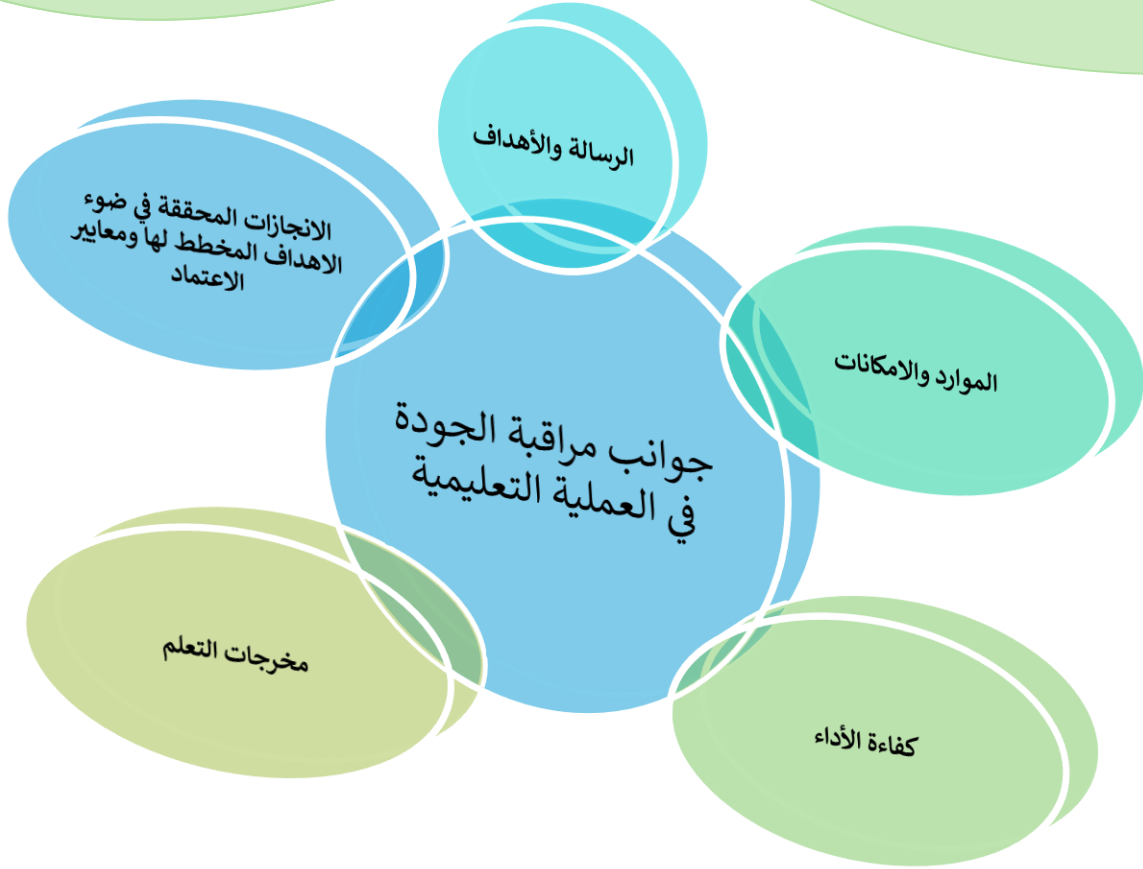 الرسالة والأهداف
الموارد والامكانات
كفاءة الأداء
مخرجات التعلم
الانجازات المحققة في ضوء
الاهداف المخطط لها ومعايير
الاعتماد
جوانب مراقبة الجودة
في العملية التعليمية